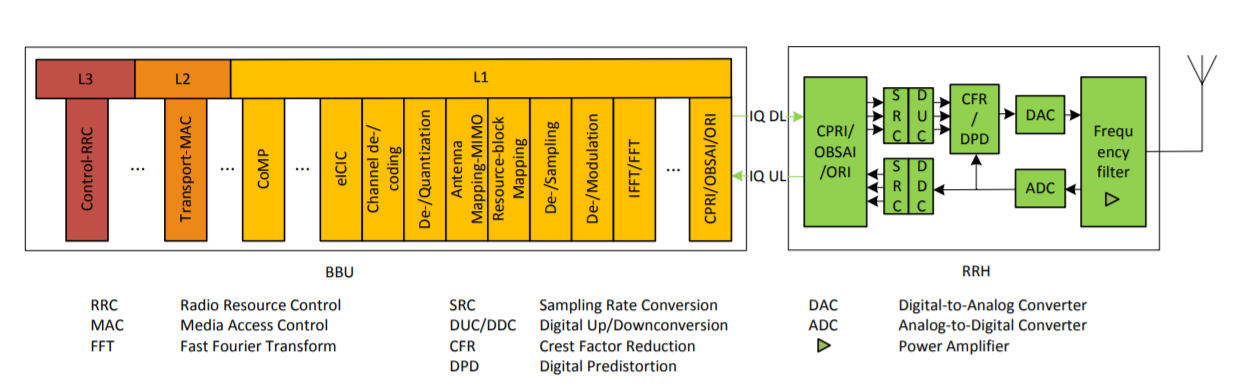 L3
L2
L1
Control-RRC
...
Transport-MAC
...
CoMP
...
eICIC
Channel de-/
coding
De-/Quantization
Antenna
Mapping-MIMO
Resource-block
Mapping
De-/Sampling
De-/Modulation
IFFT/FFT
...
CPRI/OBSAI/ORI
IQ DL
IQ UL
CPRI/
OBSAI
/ORI
S
R
C
D
U
C
CFR
/
DPD
DAC
S
R
C
D
D
C
ADC
Frequ
ency
filter
BBU
RRH
RRC Radio Resource Control
MAC Media Access Control
FFT Fast Fourier Transform
SRC Sampling Rate Conversion
DUC/DDC Digital Up/Downconversion
CFR Crest Factor Reduction
DPD Digital Predistortion
DAC Digital-to-Analog Converter
ADC Analog-to-Digital Converter
Power Amplifier